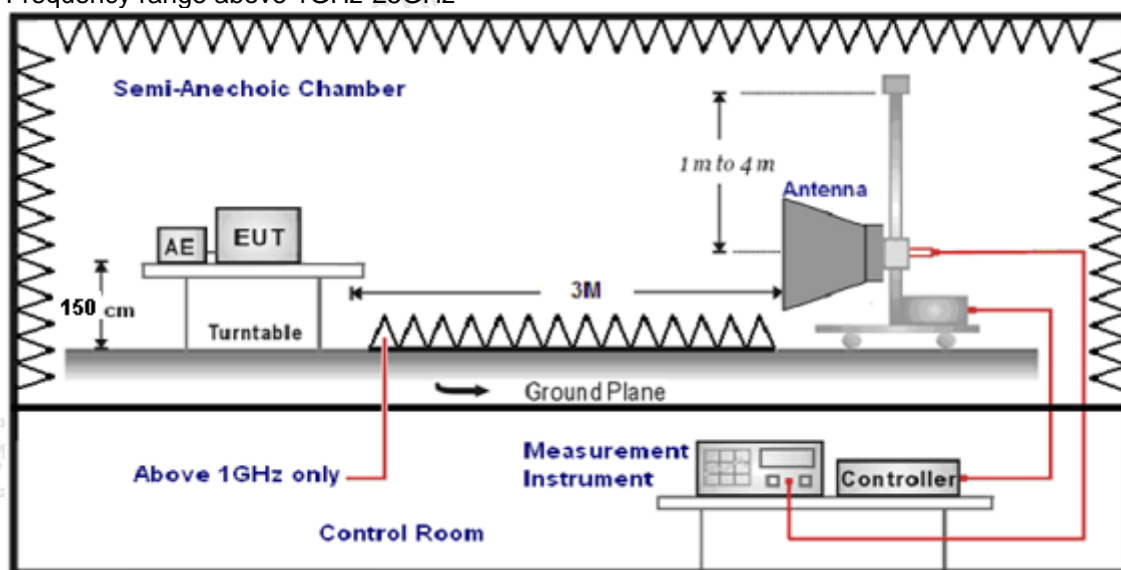 Frequency range above 1GHz-25GHz
Semi-Anechoic Chamber
1 m to 4 m
Antenna
AE
EUT
150 cm
3M
Turntable
Ground Plane
Above 1GHz only
Measurement
Instrument
Controller
Control Room